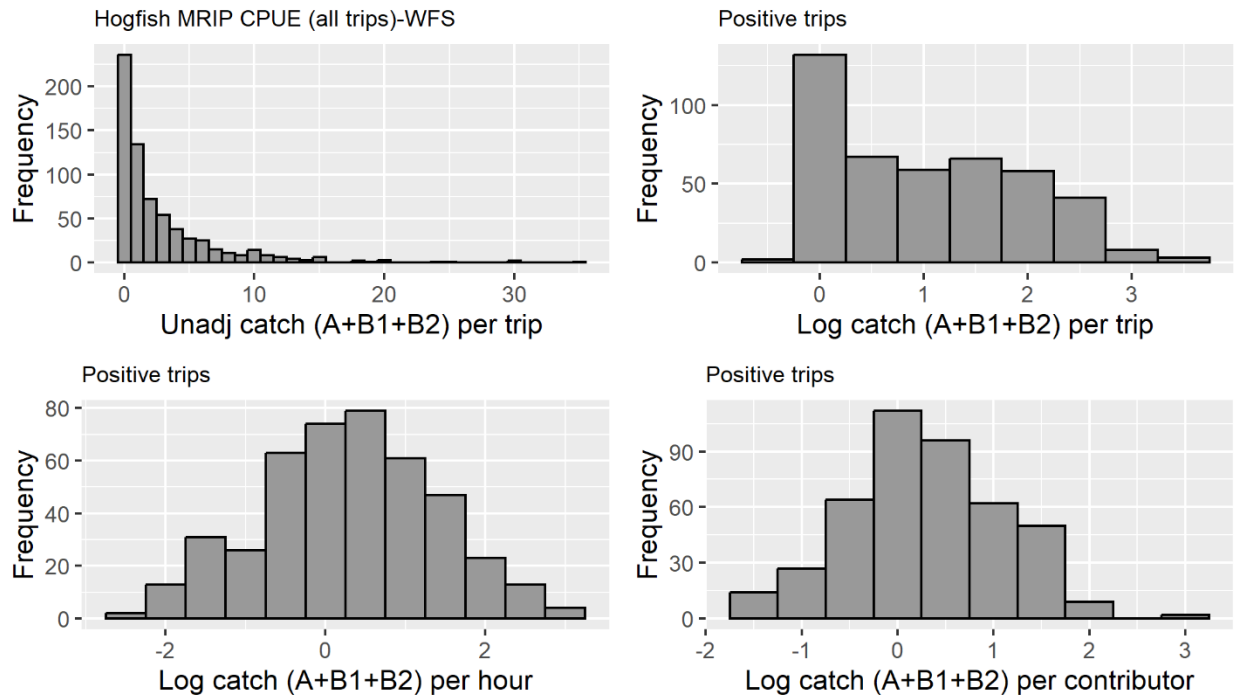 Hogfish MRIP CPUE (all trips)-WFS
Frequency
200
150
100
50
0
0 10 20 30
Unadj catch (A+B1+B2) per trip
Positive trips
Frequency
100
50
0
0 1 2 3
Log catch (A+B1+B2) per trip
Positive trips
Frequency
80
60
40
20
0
-2 0 2
Log catch (A+B1+B2) per hour
Positive trips
Frequency
90
60
30
0
-2 -1 0 1 2 3
Log catch (A+B1+B2) per contributor